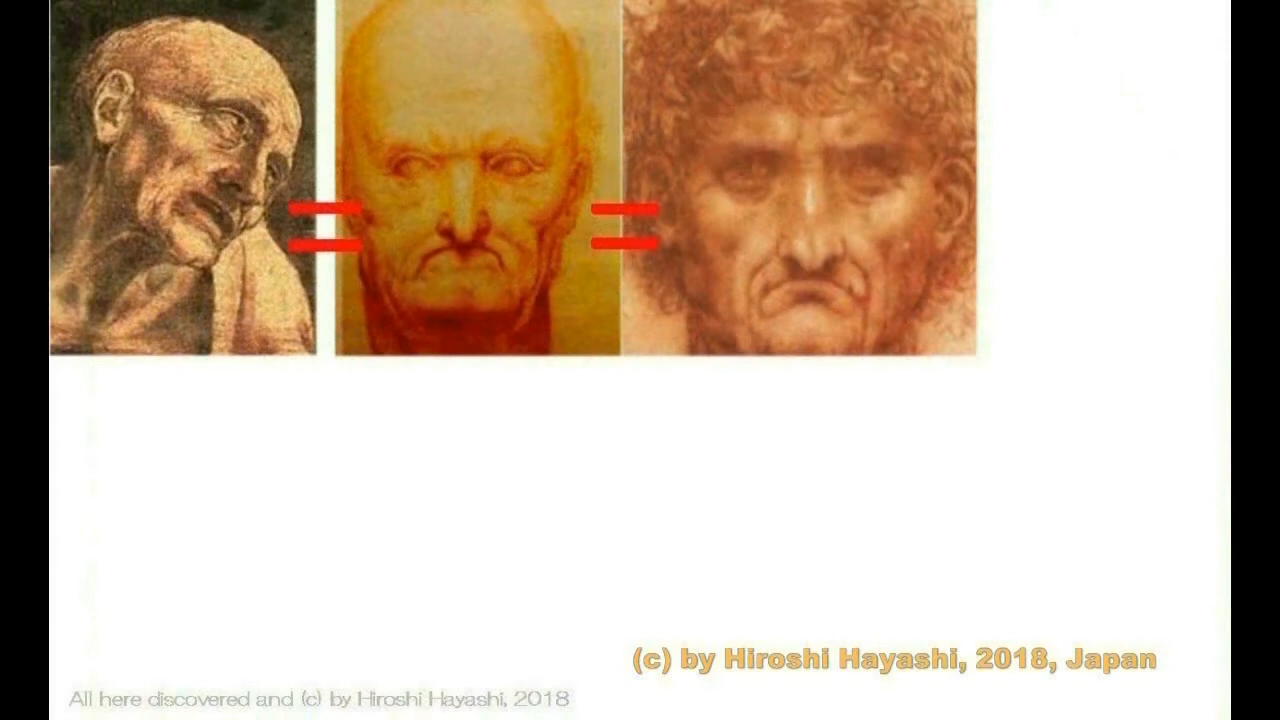 (c) by Hiroshi Hayashi, 2018, Japan
All here discovered and (c) by Hiroshi Hayashi, 2018